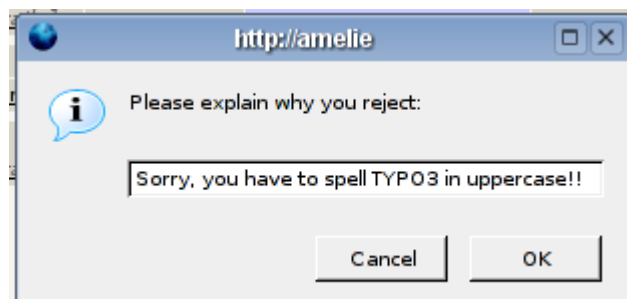 http://amelie
Please explain why you reject:
Sorry, you have to spell TYPO3 in uppercase!!
Cancel OK